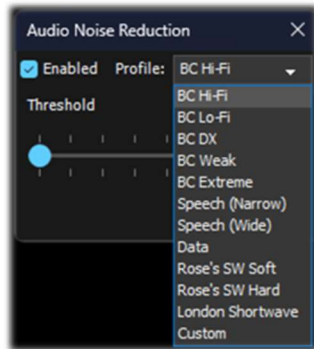 Audio Noise Reduction
Enabled Profile: BC Hi-Fi
Threshold
BC Hi-Fi
BC Lo-Fi
BC DX
BC Weak
BC Extreme
Speech (Narrow)
Speech (Wide)
Data
Rose's SW Soft
Rose's SW Hard
London Shortwave
Custom